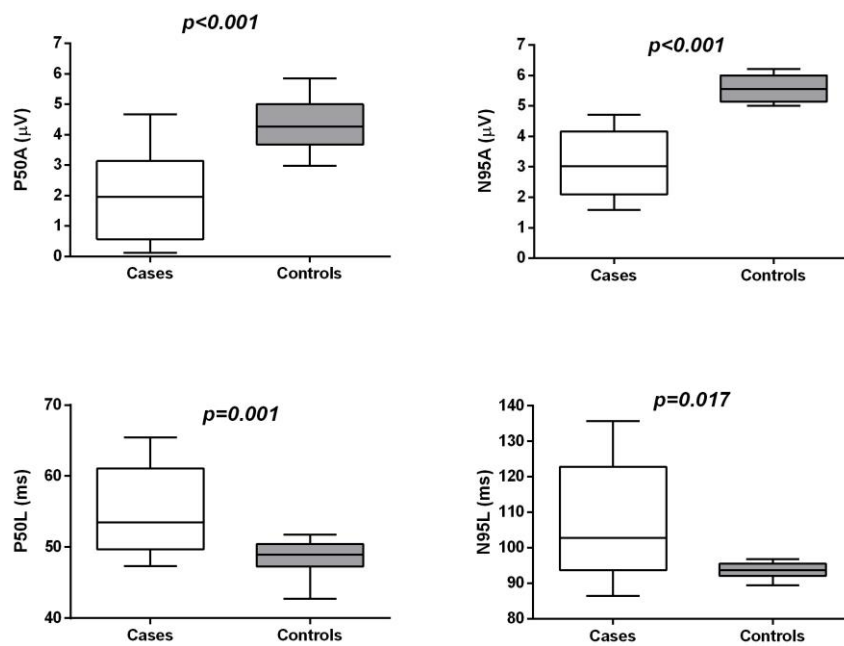 p<0.001
P50A (μV)
7
6
5
4
3
2
1
0
Cases
Controls
p<0.001
N95A (μV)
7
6
5
4
3
2
1
0
Cases
Controls
p=0.001
P50L (ms)
70
60
50
40
Cases
Controls
p=0.017
N95L (ms)
140
130
120
110
100
90
80
Cases
Controls